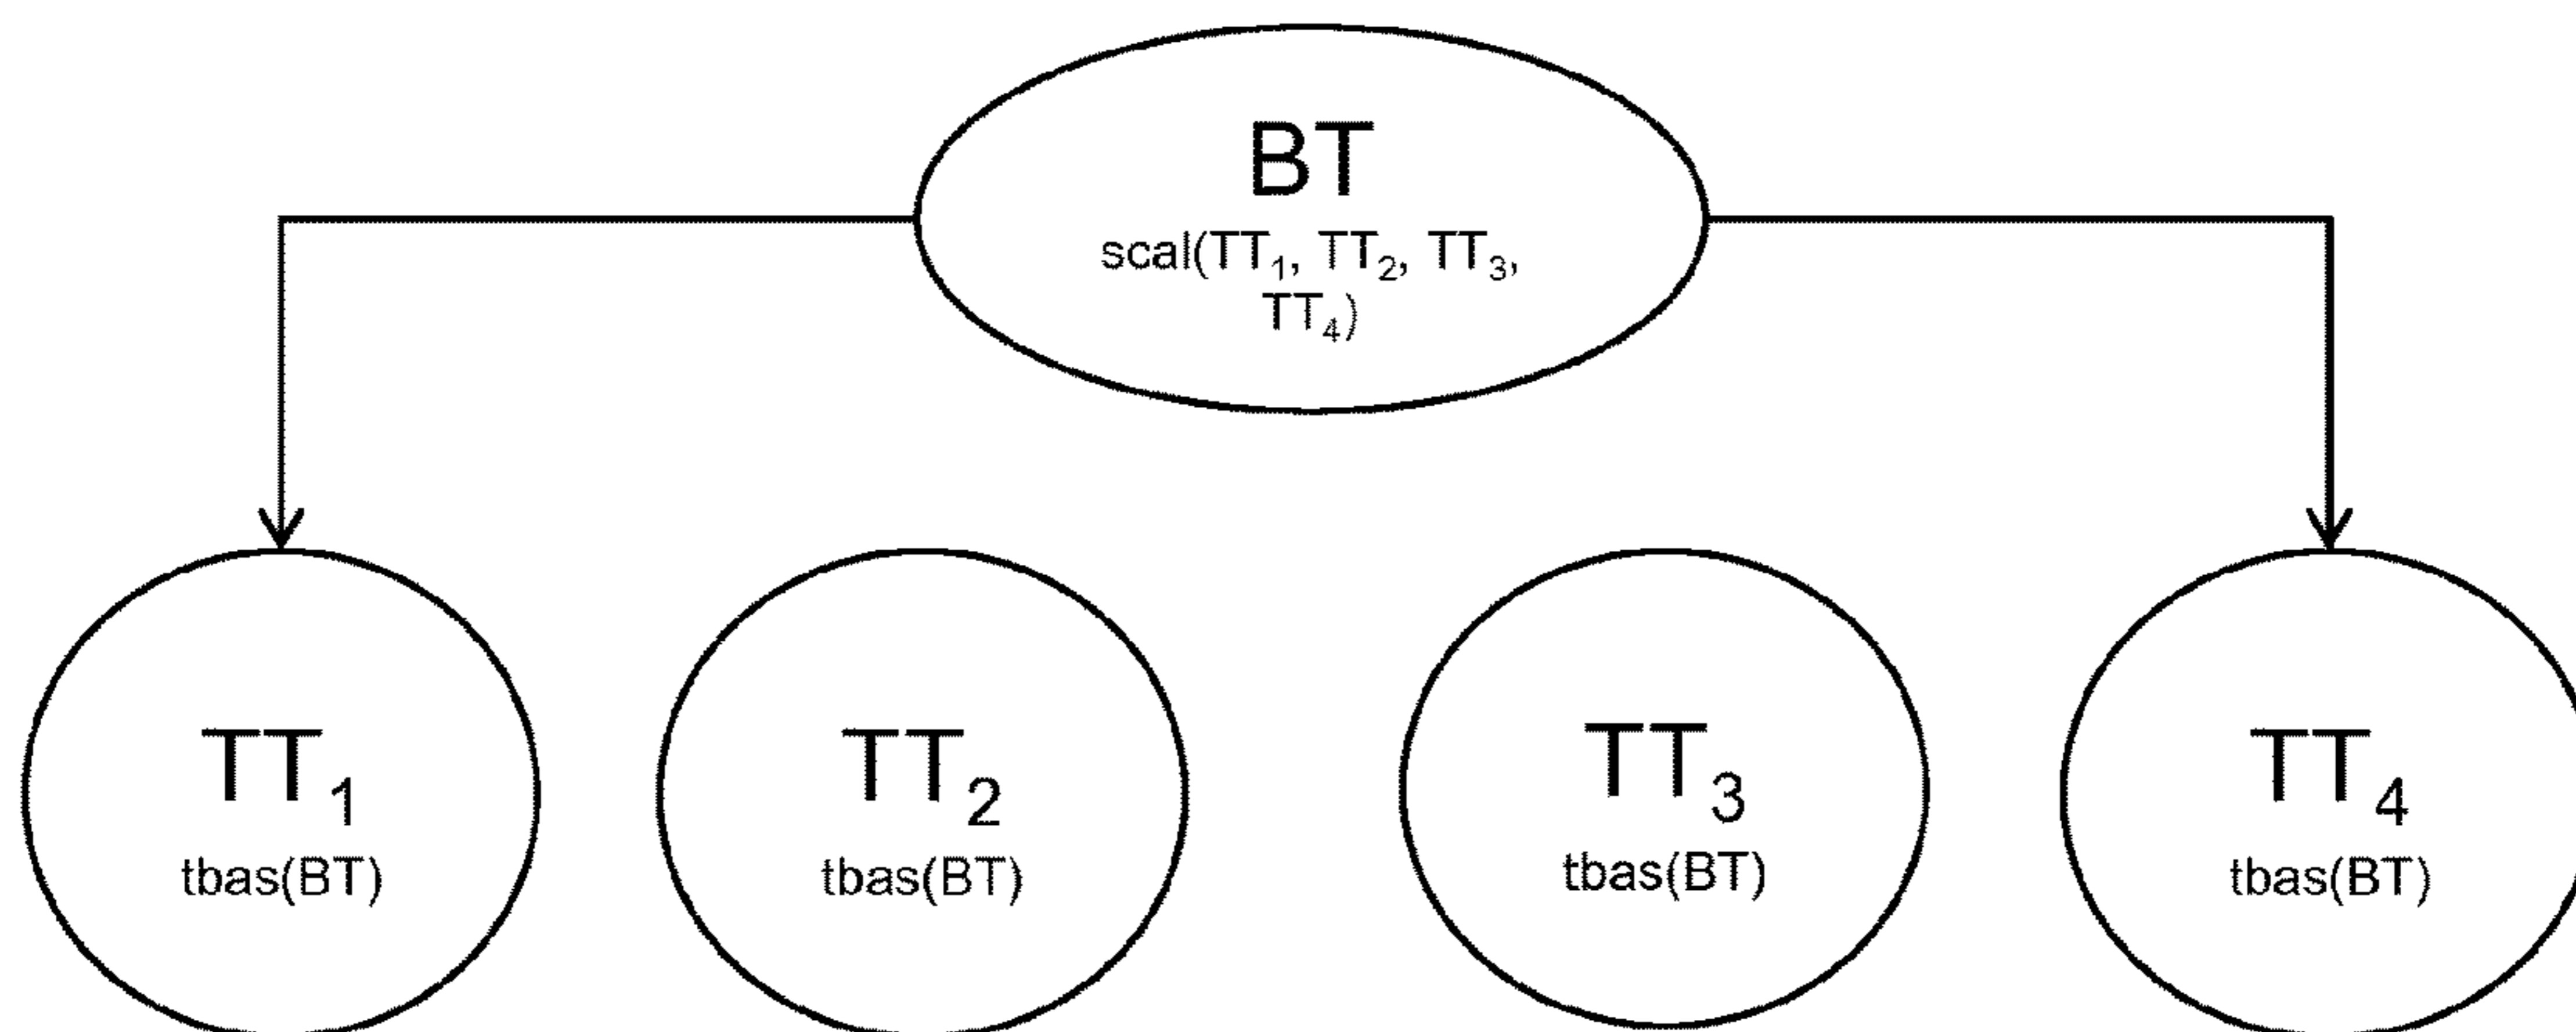 BT
scal(TT₁, TT₂, TT₃,
TT₄)
TT₁
tbas(BT)
TT₂
tbas(BT)
TT₃
tbas(BT)
TT₄
tbas(BT)